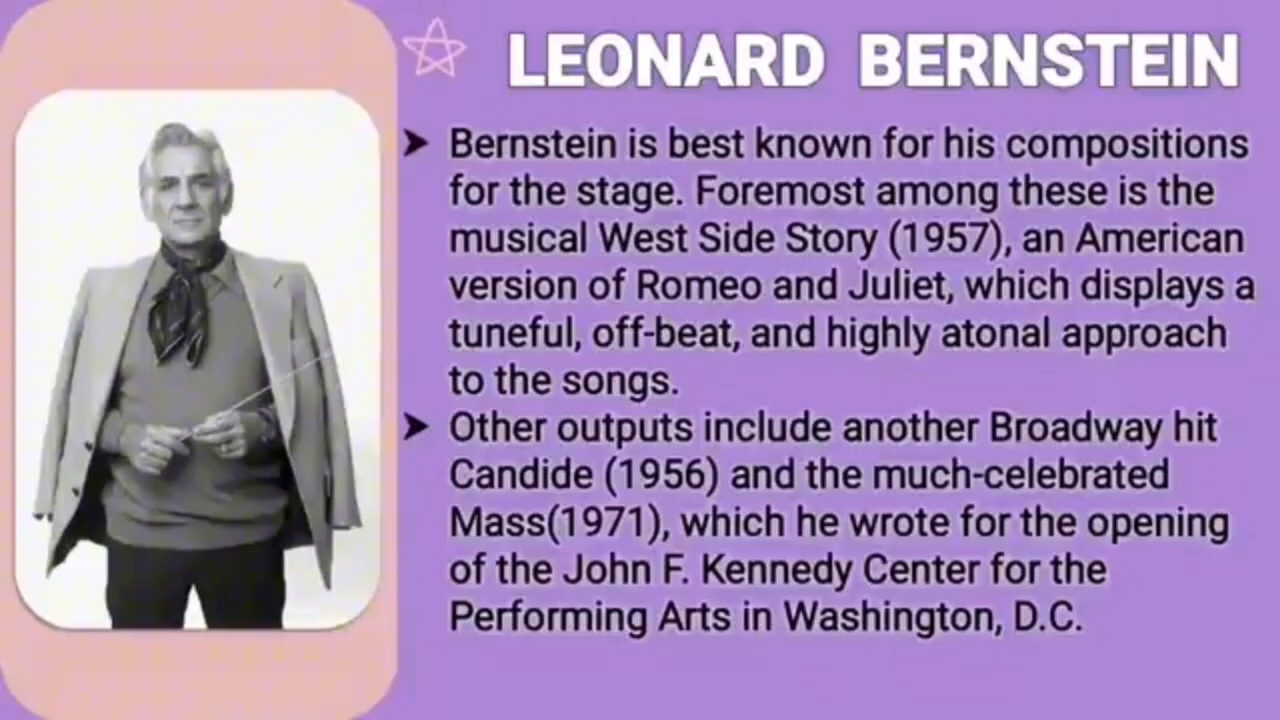 LEONARD BERNSTEIN
➤ Bernstein is best known for his compositions
for the stage. Foremost among these is the
musical West Side Story (1957), an American
version of Romeo and Juliet, which displays a
tuneful, off-beat, and highly atonal approach
to the songs.
➤ Other outputs include another Broadway hit
Candide (1956) and the much-celebrated
Mass(1971), which he wrote for the opening
of the John F. Kennedy Center for the
Performing Arts in Washington, D.C.